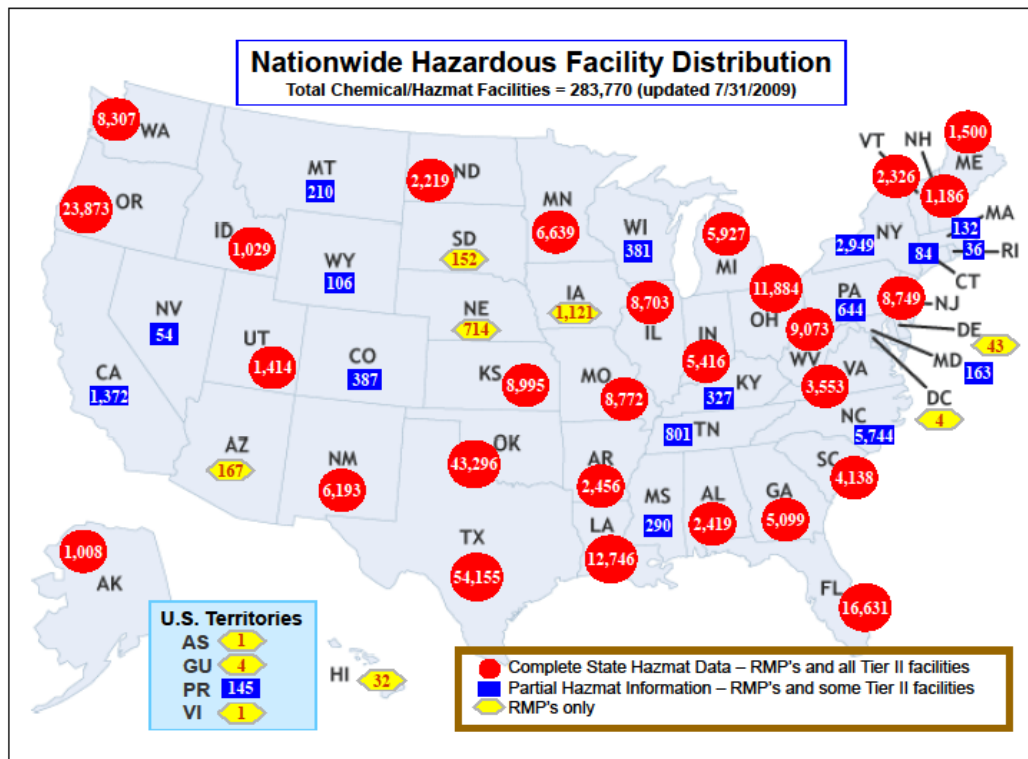 Nationwide Hazardous Facility Distribution
Total Chemical/Hazmat Facilities = 283,770 (updated 7/31/2009)
8,307
WA
23,873
OR
1,029
ID
MT
210
2,219
ND
MN
6,639
WI
381
5,927
MI
VT
2,326
NH
1,186
1,500
ME
MA
132
NY
2,949
84
36
RI
CT
SD
152
WY
106
NV
54
UT
1,414
CO
387
NE
714
IA
1,121
8,703
IL
IN
5,416
11,884
OH
PA
644
8,749
NJ
9,073
WV
DE
43
MD
163
DC
4
CA
1,372
KS
8,995
MO
8,772
KY
327
3,553
VA
NC
5,744
801
TN
AZ
167
NM
6,193
43,296
OK
AR
2,456
MS
290
AL
2,419
GA
5,099
SC
4,138
TX
54,155
LA
12,746
FL
16,631
1,008
AK
HI
32
U.S. Territories
AS 1
GU 4
PR 145
VI 1
Complete State Hazmat Data – RMP's and all Tier II facilities
Partial Hazmat Information – RMP's and some Tier II facilities
RMP's only